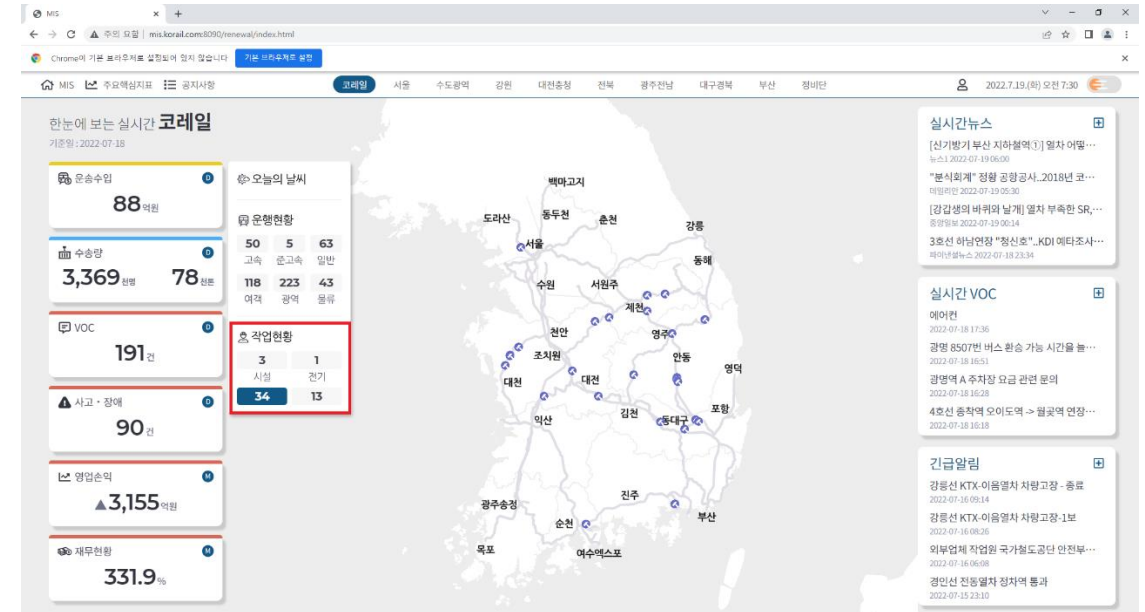 MIS
주의 요함 | mis.korail.com:8090/renewal/index.html
Chrome이 기본 브라우저로 설정되어 있지 않습니다 기본 브라우저로 설정
MIS 주요핵심지표 공지사항 코레일 서울 수도광역 강원 대전충청 전북 광주전남 대구경북 부산 정비단 2022.7.19.(화) 오전 7:30
한눈에 보는 실시간 코레일
기준일 : 2022-07-18
운송수입 D
88 억원
수송량 D
3,369 천명 78 천톤
VOC D
191 건
사고・장애 D
90 건
영업손익 M
▲3,155 억원
재무현황 M
331.9 %
오늘의 날씨
운행현황
50 5 63
고속 준고속 일반
118 223 43
여객 광역 물류
작업현황
3 1
시설 전기
34 13
백마고지
도라산 동두천 춘천
강릉
서울
동해
수원 서원주
제천
천안 영주
조치원 안동
영덕
대천 대전
김천 포항
익산 동대구
진주
광주송정
순천 부산
목포 여수엑스포
실시간뉴스
[신기방기 부산 지하철역①] 열차 어떻…
뉴스1 2022-07-19 06:00
"분식회계" 정황 공항공사..2018년 코…
데일리안 2022-07-19 05:30
[강갑생의 바퀴와 날개] 열차 부족한 SR,…
중앙일보 2022-07-19 00:14
3호선 하남연장 "청신호"..KDI 예타조사…
파이낸셜뉴스 2022-07-18 23:34
실시간 VOC
에어컨
2022-07-18 17:36
광명 8507번 버스 환승 가능 시간을 늘…
2022-07-18 16:51
광명역 A 주차장 요금 관련 문의
2022-07-18 16:28
4호선 종착역 오이도역 -> 월곶역 연장…
2022-07-18 16:18
긴급알림
강릉선 KTX-이음열차 차량고장 - 종료
2022-07-16 09:14
강릉선 KTX-이음열차 차량고장-1보
2022-07-16 08:26
외부업체 작업원 국가철도공단 안전부…
2022-07-16 06:08
경인선 전동열차 정차역 통과
2022-07-15 23:10